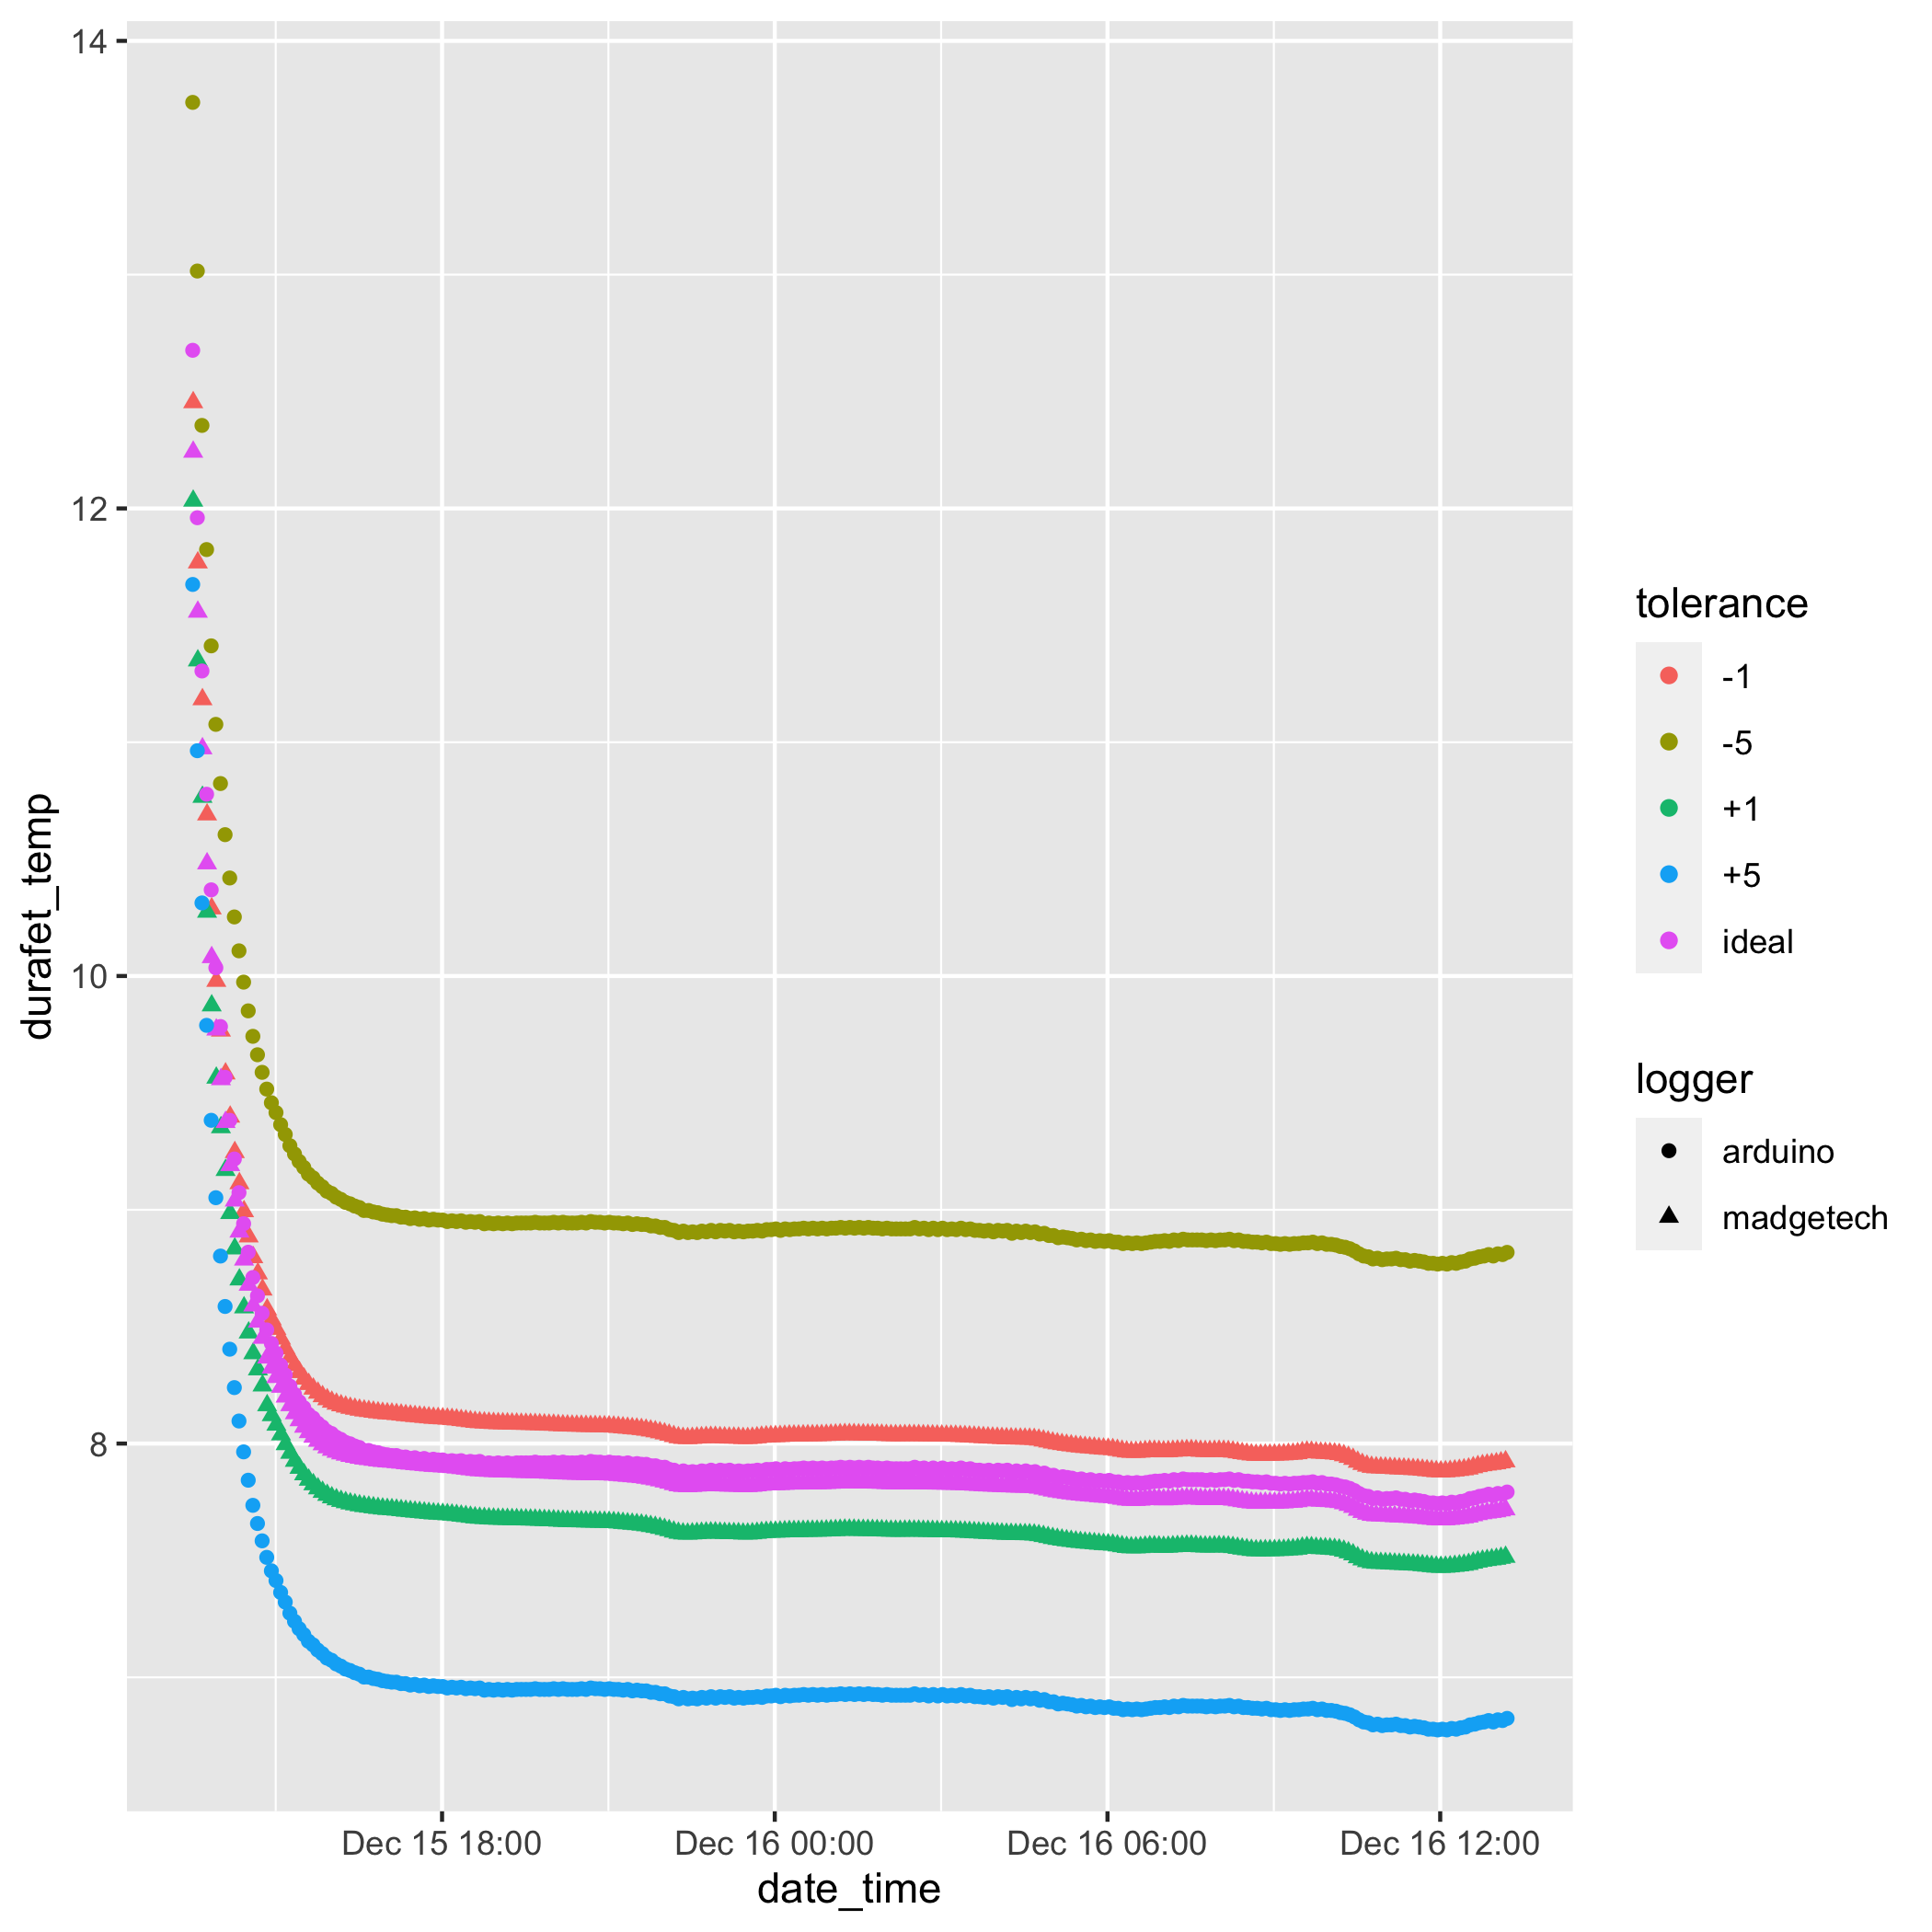 14
12
10
8
durafet_temp
Dec 15 18:00
Dec 16 00:00
Dec 16 06:00
Dec 16 12:00
date_time
tolerance
-1
-5
+1
+5
ideal
logger
arduino
madgetech